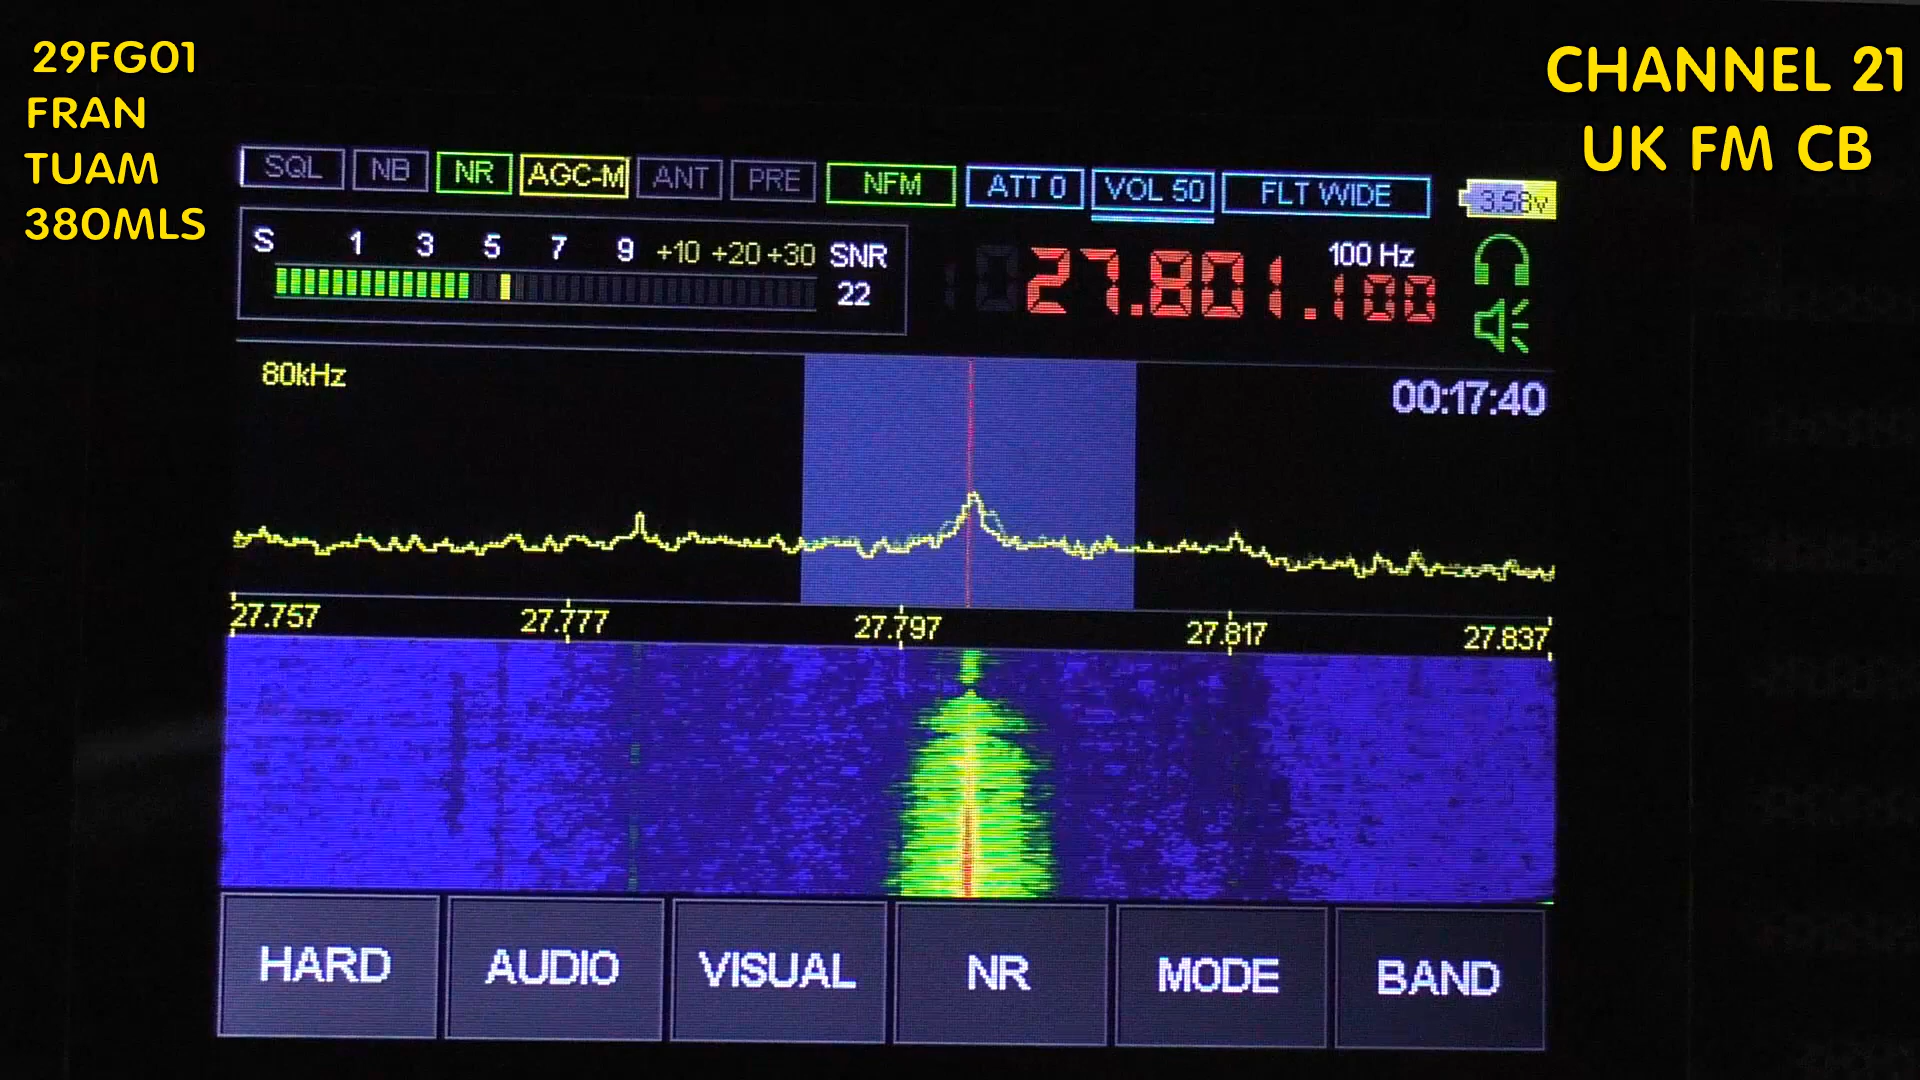 29FG01
FRAN
TUAM
380MLS
CHANNEL 21
UK FM CB
SQL NB NR AGC-M ANT PRE NFM ATT 0 VOL 50 FLT WIDE 3.58v
S 1 3 5 7 9 +10 +20 +30 SNR
22
100 Hz
27.801.100
80kHz
00:17:40
27.757 27.777 27.797 27.817 27.837
HARD AUDIO VISUAL NR MODE BAND